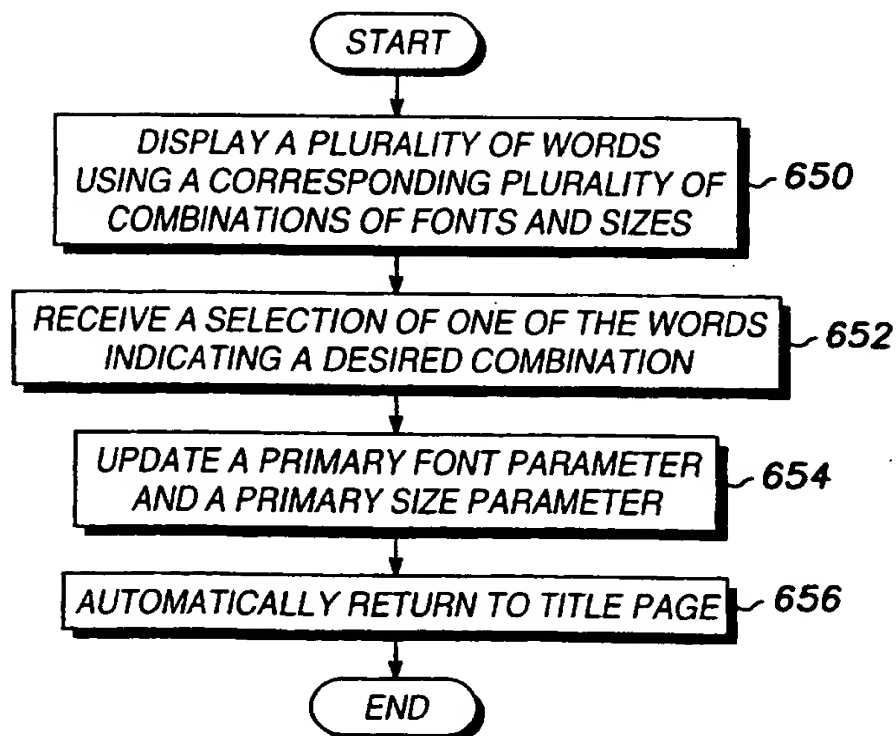 START
DISPLAY A PLURALITY OF WORDS
USING A CORRESPONDING PLURALITY OF
COMBINATIONS OF FONTS AND SIZES
650
RECEIVE A SELECTION OF ONE OF THE WORDS
INDICATING A DESIRED COMBINATION
652
UPDATE A PRIMARY FONT PARAMETER
AND A PRIMARY SIZE PARAMETER
654
AUTOMATICALLY RETURN TO TITLE PAGE
656
END